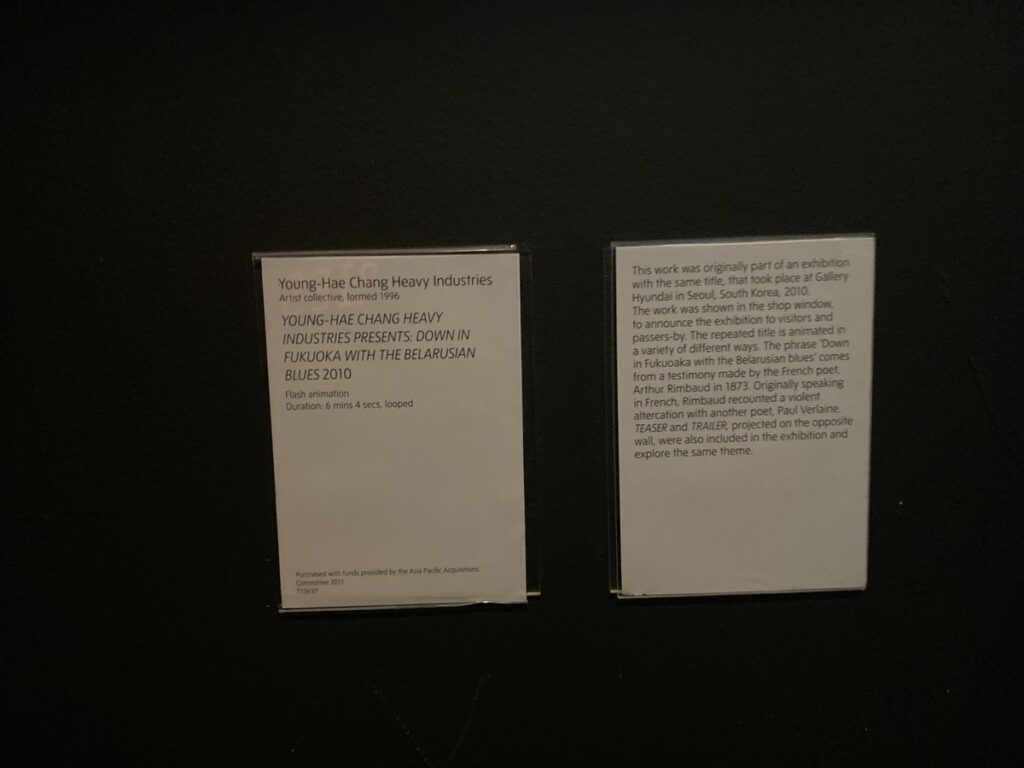 Young-Hae Chang Heavy Industries
Artist collective, formed 1996
YOUNG-HAE CHANG HEAVY
INDUSTRIES PRESENTS: DOWN IN
FUKUOKA WITH THE BELARUSIAN
BLUES 2010
Flash animation
Duration: 6 mins 4 secs, looped
Purchased with funds provided by the Asia Pacific Acquisitions
Committee 2011
T13637
This work was originally part of an exhibition
with the same title, that took place at Gallery
Hyundai in Seoul, South Korea, 2010.
The work was shown in the shop window,
to announce the exhibition to visitors and
passers-by. The repeated title is animated in
a variety of different ways. The phrase 'Down
in Fukuoaka with the Belarusian blues' comes
from a testimony made by the French poet,
Arthur Rimbaud in 1873. Originally speaking
in French, Rimbaud recounted a violent
altercation with another poet, Paul Verlaine.
TEASER and TRAILER, projected on the opposite
wall, were also included in the exhibition and
explore the same theme.